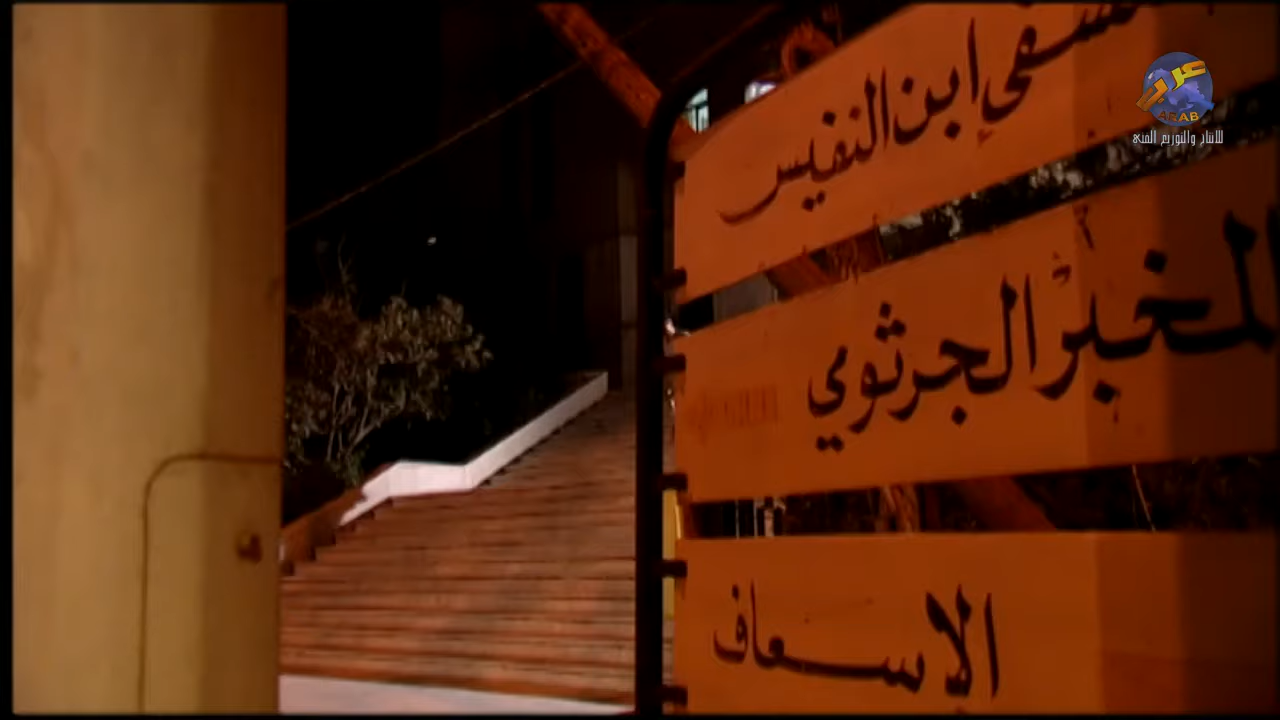 ابن النفيس
المخبر الجرثوي
الإسعاف
عرب
ARAB
للانتاج والتوزيع الفني